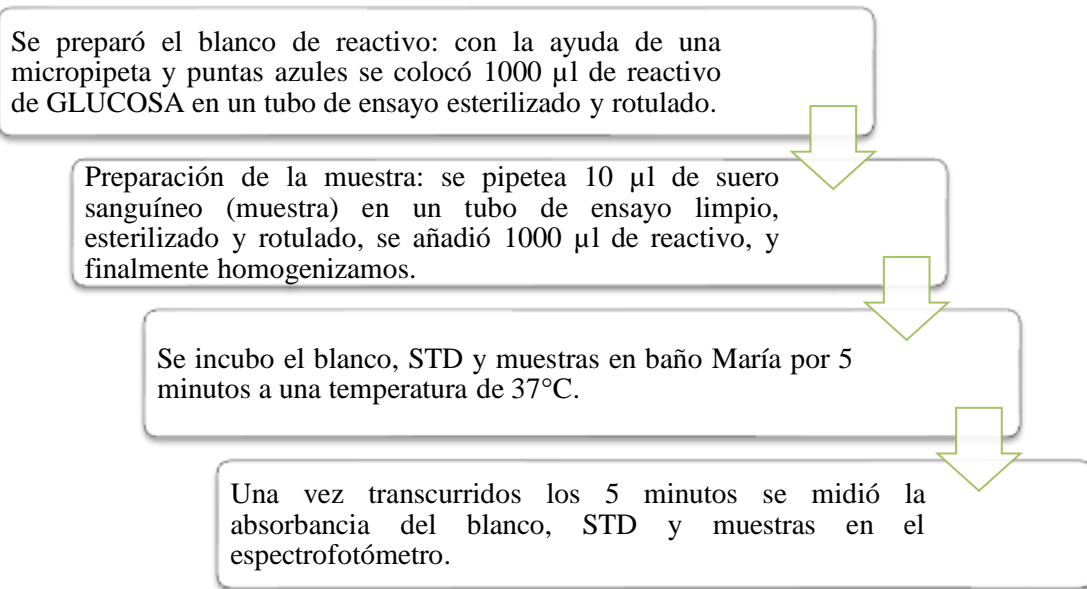 Se preparó el blanco de reactivo: con la ayuda de una
micropipeta y puntas azules se colocó 1000 µl de reactivo
de GLUCOSA en un tubo de ensayo esterilizado y rotulado.
Preparación de la muestra: se pipetea 10 µl de suero
sanguíneo (muestra) en un tubo de ensayo limpio,
esterilizado y rotulado, se añadió 1000 µl de reactivo, y
finalmente homogenizamos.
Se incubo el blanco, STD y muestras en baño María por 5
minutos a una temperatura de 37°C.
Una vez transcurridos los 5 minutos se midió la
absorbancia del blanco, STD y muestras en el
espectrofotómetro.